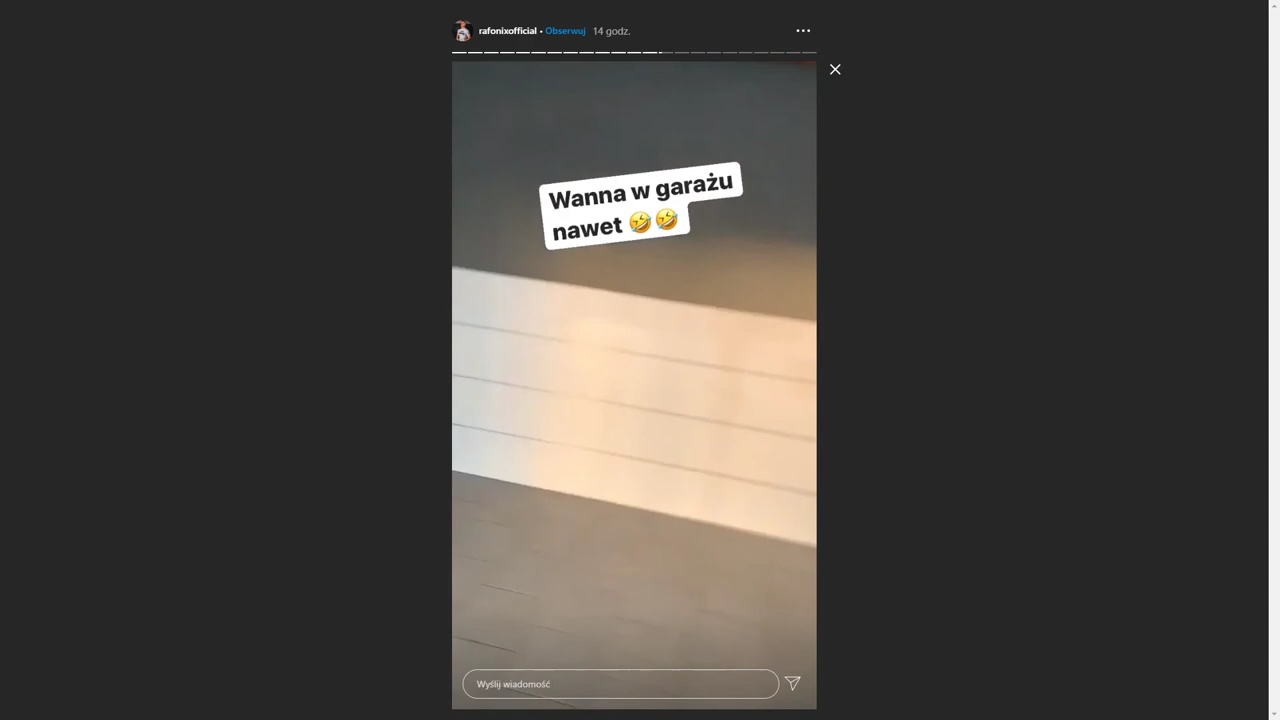 rafonixofficial • Obserwuj 14 godz.
Wanna w garażu
nawet 🤣🤣
Wyślij wiadomość